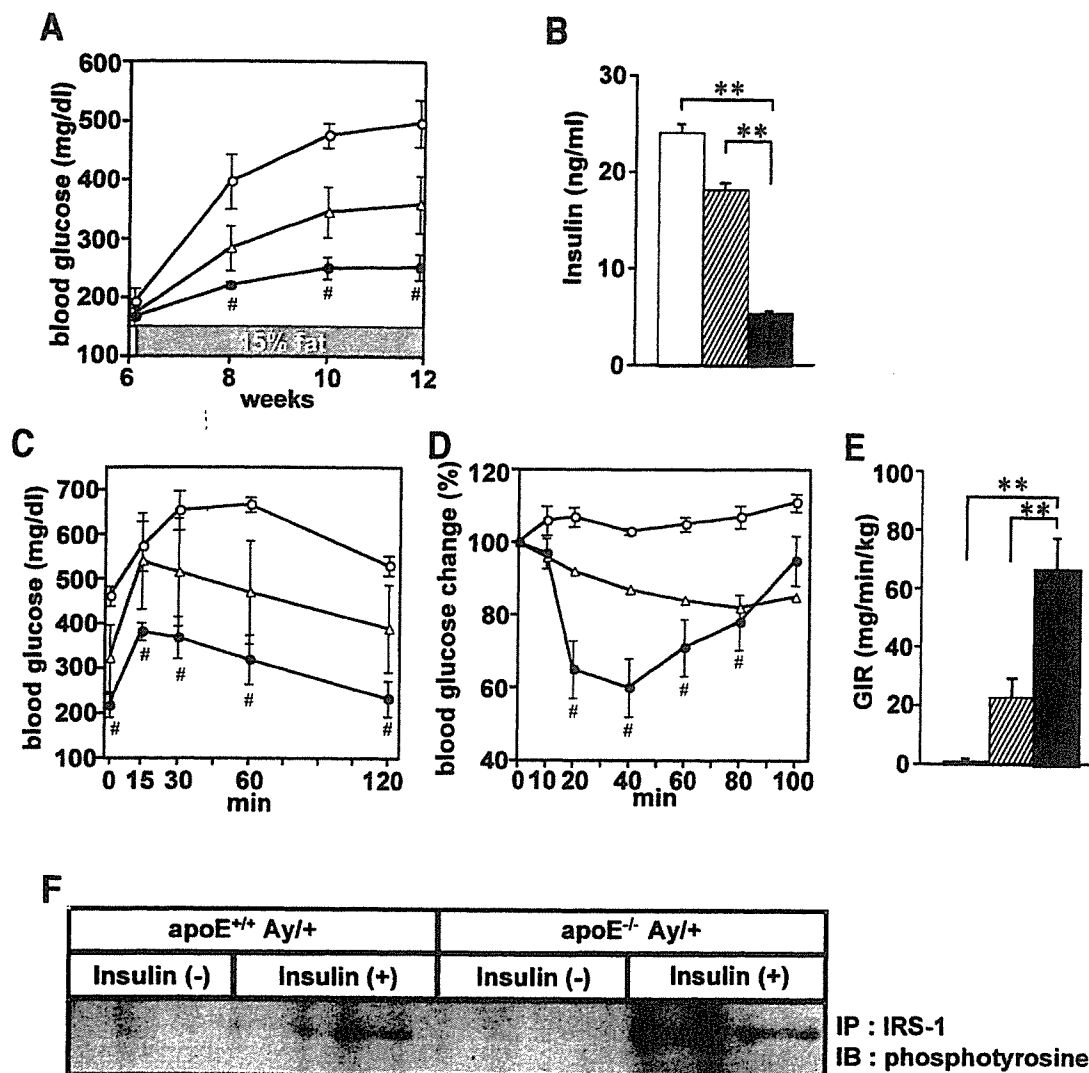 A
blood glucose (mg/dl)
600
500
400
300
200
100
#
#
#
15% fat
6
8
10
12
weeks
B
Insulin (ng/ml)
30
20
10
0
**
**
C
blood glucose (mg/dl)
700
600
500
400
300
200
100
#
#
#
#
#
0
15
30
60
120
min
D
blood glucose change (%)
120
100
80
60
40
#
#
#
#
0
10
20
40
60
80
100
min
E
GIR (mg/min/kg)
100
80
60
40
20
0
**
**
F
apoE+/+ Ay/+
apoE-/- Ay/+
Insulin (-)
Insulin (+)
Insulin (-)
Insulin (+)
IP : IRS-1
IB : phosphotyrosine